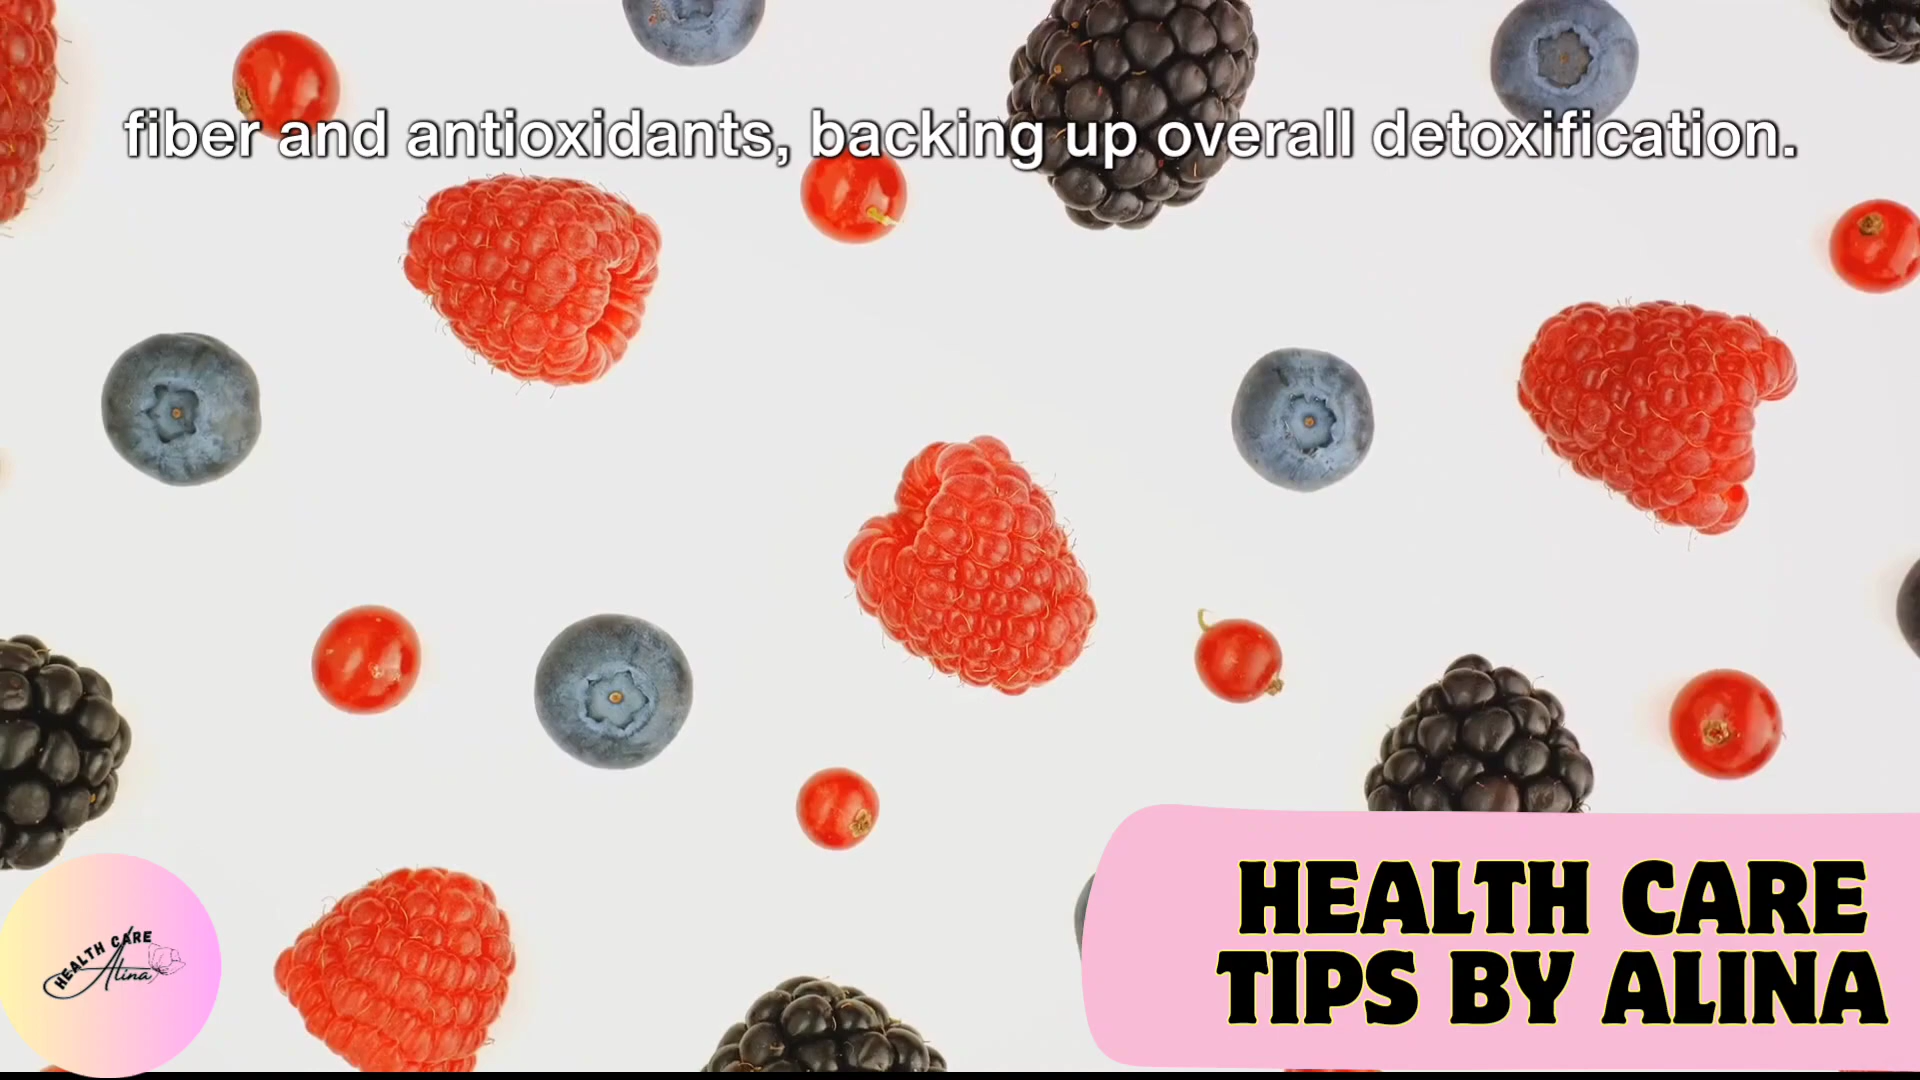 fiber and antioxidants, backing up overall detoxification.
HEALTH CARE
TIPS BY ALINA
HEALTH CARE
Alina